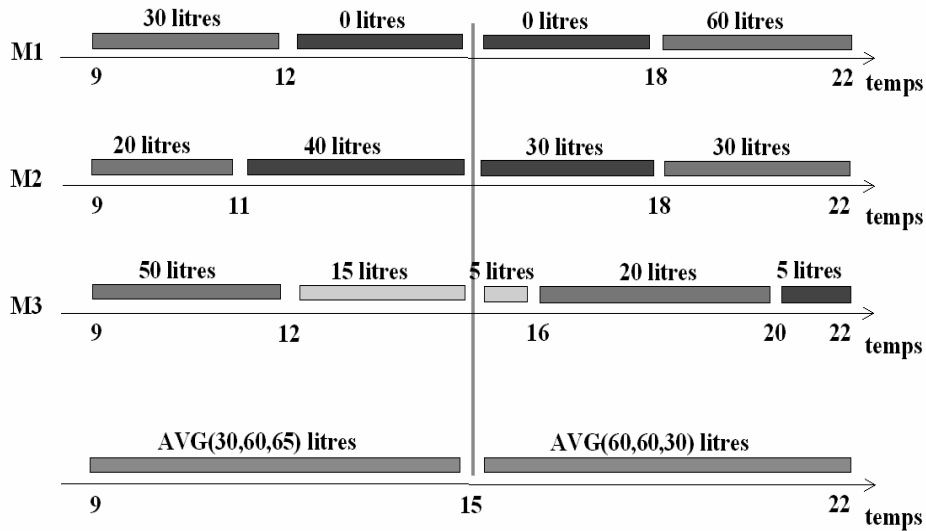 30 litres 0 litres 0 litres 60 litres
M1
9 12 18 22 temps
20 litres 40 litres 30 litres 30 litres
M2
9 11 18 22 temps
50 litres 15 litres 5 litres 20 litres 5 litres
M3
9 12 16 20 22 temps
AVG(30,60,65) litres AVG(60,60,30) litres
9 15 22 temps